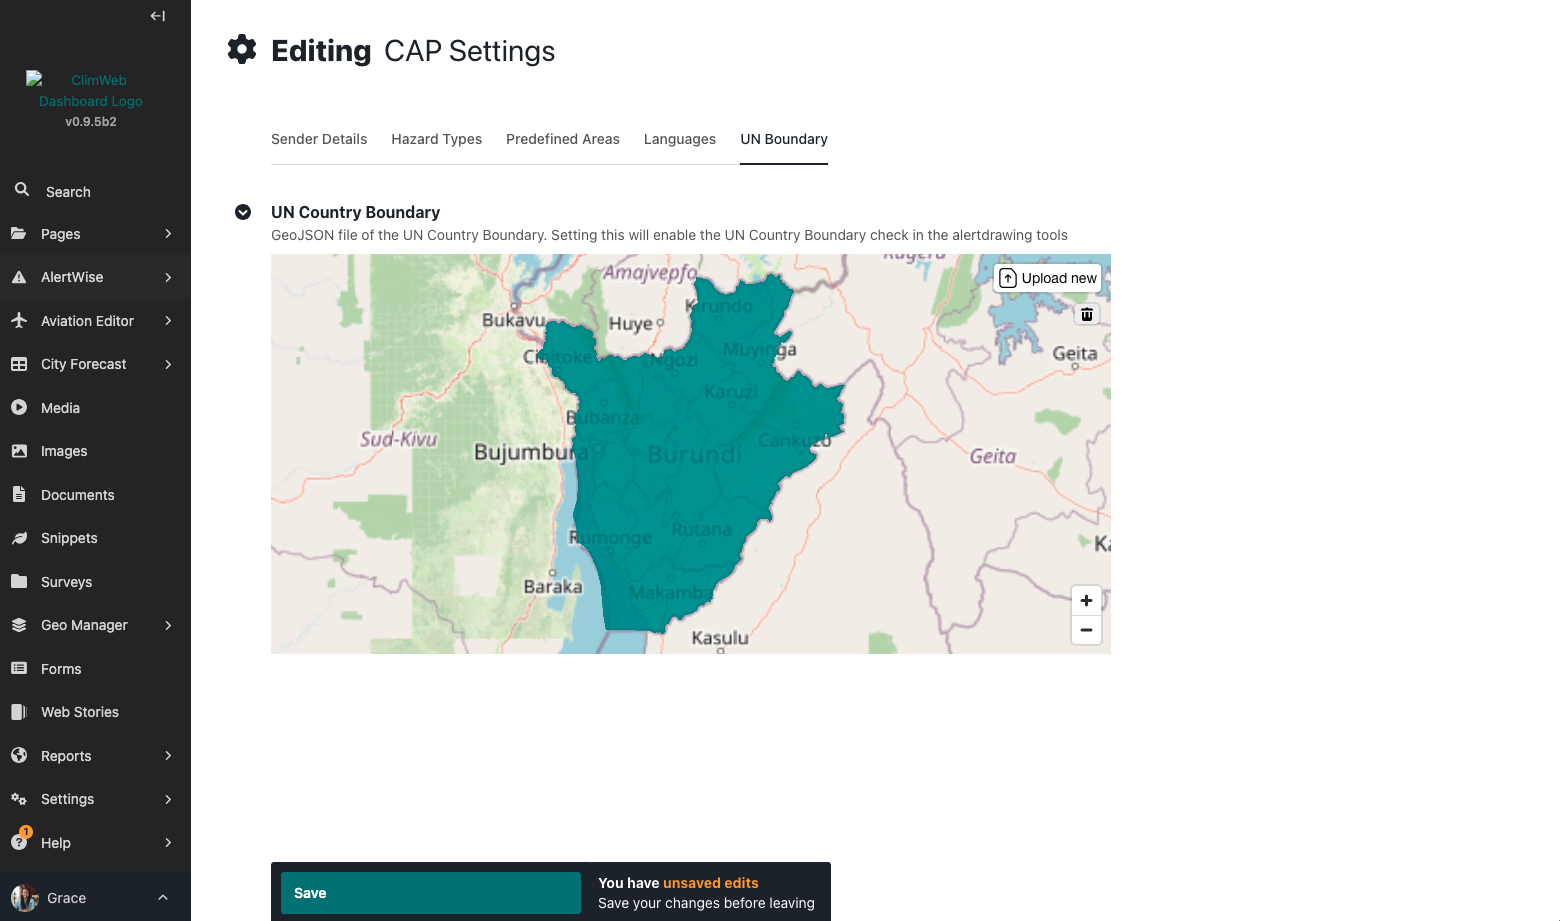 ClimWeb
Dashboard Logo
v0.9.5b2
Search
Pages
AlertWise
Aviation Editor
City Forecast
Media
Images
Documents
Snippets
Surveys
Geo Manager
Forms
Web Stories
Reports
Settings
1
Help
Grace
Editing CAP Settings
Sender Details Hazard Types Predefined Areas Languages UN Boundary
UN Country Boundary
GeoJSON file of the UN Country Boundary. Setting this will enable the UN Country Boundary check in the alertdrawing tools
Kagera
Amajyepfo
Upload new
Kirundo
Bukavu
Huye
Cibitoke
Ngozi
Muyinga
Geita
Karuzi
Bubanza
Sud-Kivu
Cankuzo
Bujumbura
Burundi
Geita
Rutana
Rumonge
Baraka
Makamba
Kasulu
+
−
Save
You have unsaved edits
Save your changes before leaving